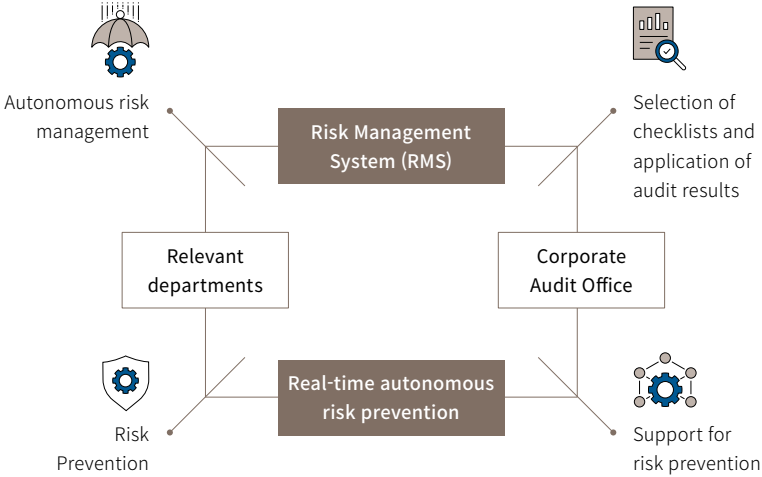 Autonomous risk
management
Risk Management
System (RMS)
Selection of
checklists and
application of
audit results
Relevant
departments
Corporate
Audit Office
Risk
Prevention
Real-time autonomous
risk prevention
Support for
risk prevention